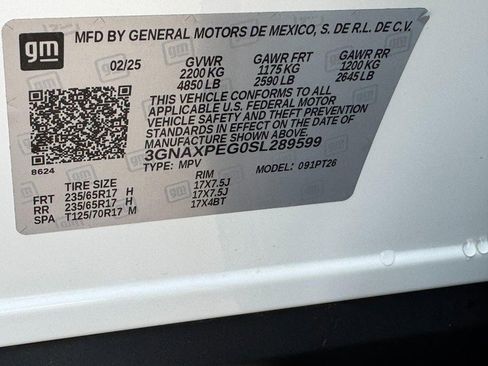 gm
MFD BY GENERAL MOTORS DE MEXICO, S. DE R.L. DE C.V.
02/25 GVWR GAWR FRT GAWR RR
2200 KG 1175 KG 1200 KG
4850 LB 2590 LB 2645 LB
THIS VEHICLE CONFORMS TO ALL
APPLICABLE U.S. FEDERAL MOTOR
VEHICLE SAFETY AND THEFT PREVENTION
STANDARDS IN EFFECT ON THE DATE OF
MANUFACTURE SHOWN ABOVE.
3GNAXPEG0SL289599
8624 TYPE: MPV MODEL: 091PT26
TIRE SIZE RIM
FRT 235/65R17 H 17X7.5J
RR 235/65R17 H 17X7.5J
SPA T125/70R17 M 17X4BT